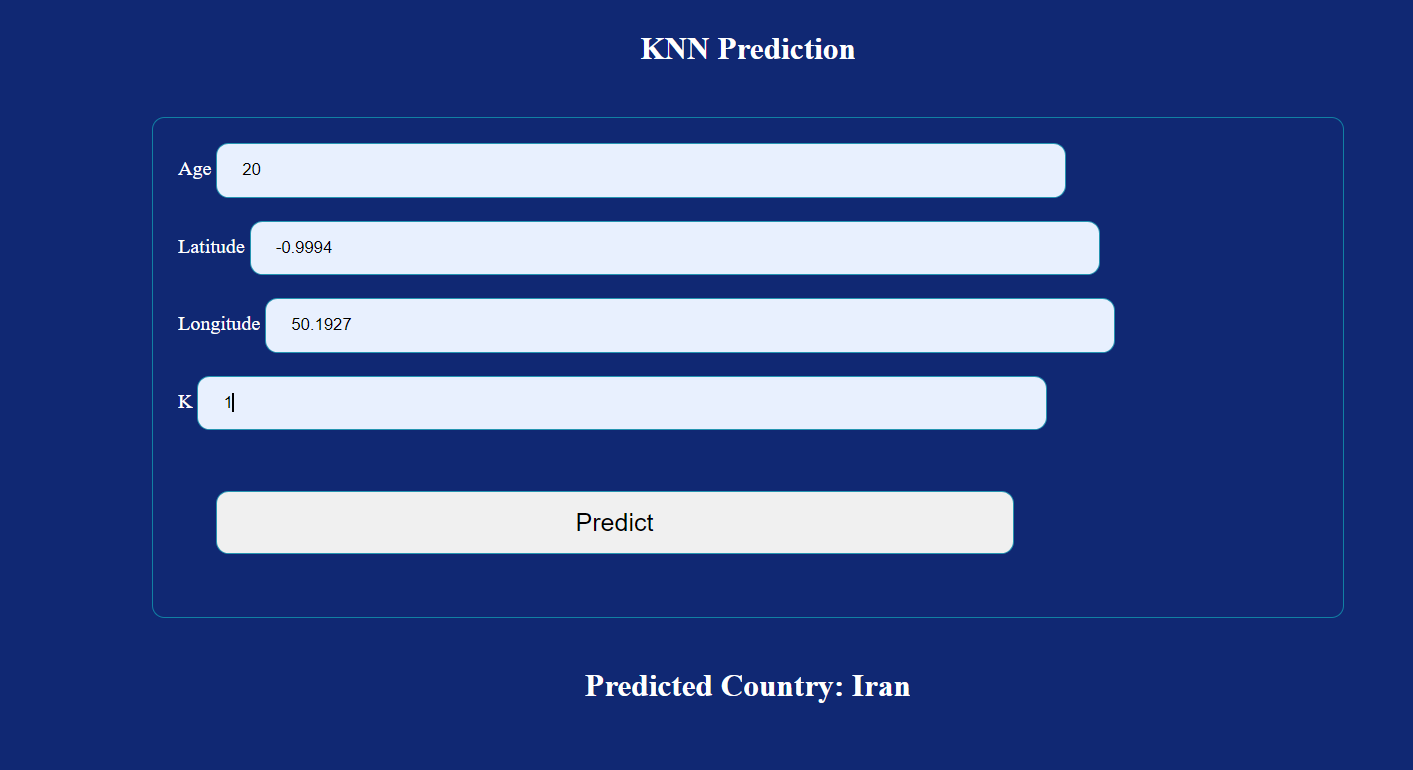 KNN Prediction
Age 20
Latitude -0.9994
Longitude 50.1927
K 1
Predict
Predicted Country: Iran